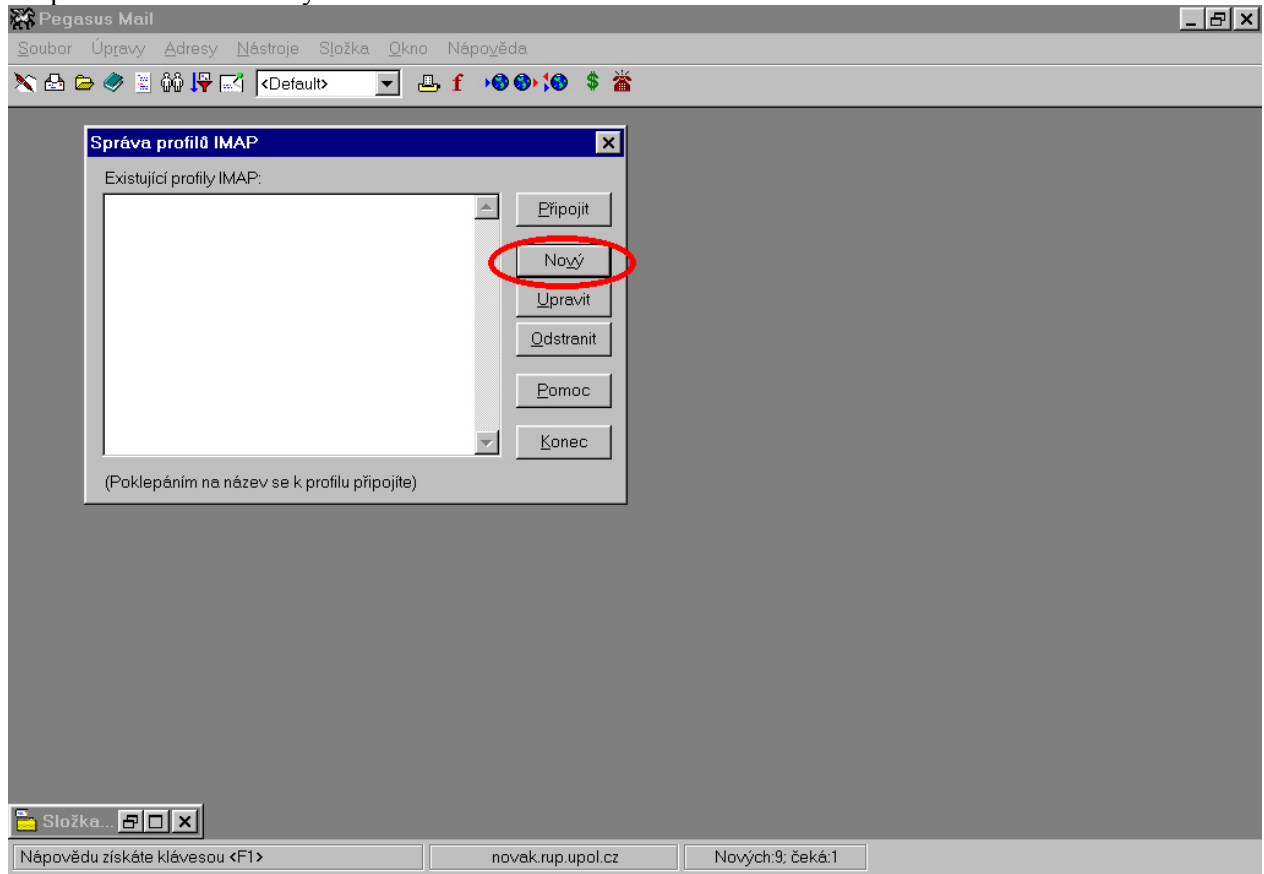 Pegasus Mail
Soubor Úpravy Adresy Nástroje Složka Okno Nápověda
<Default>
Správa profilů IMAP
Existující profily IMAP:
Připojit
Nový
Upravit
Odstranit
Pomoc
Konec
(Poklepáním na název se k profilu připojíte)
Složka...
Nápovědu získáte klávesou <F1> novak.rup.upol.cz Nových:9; čeká:1